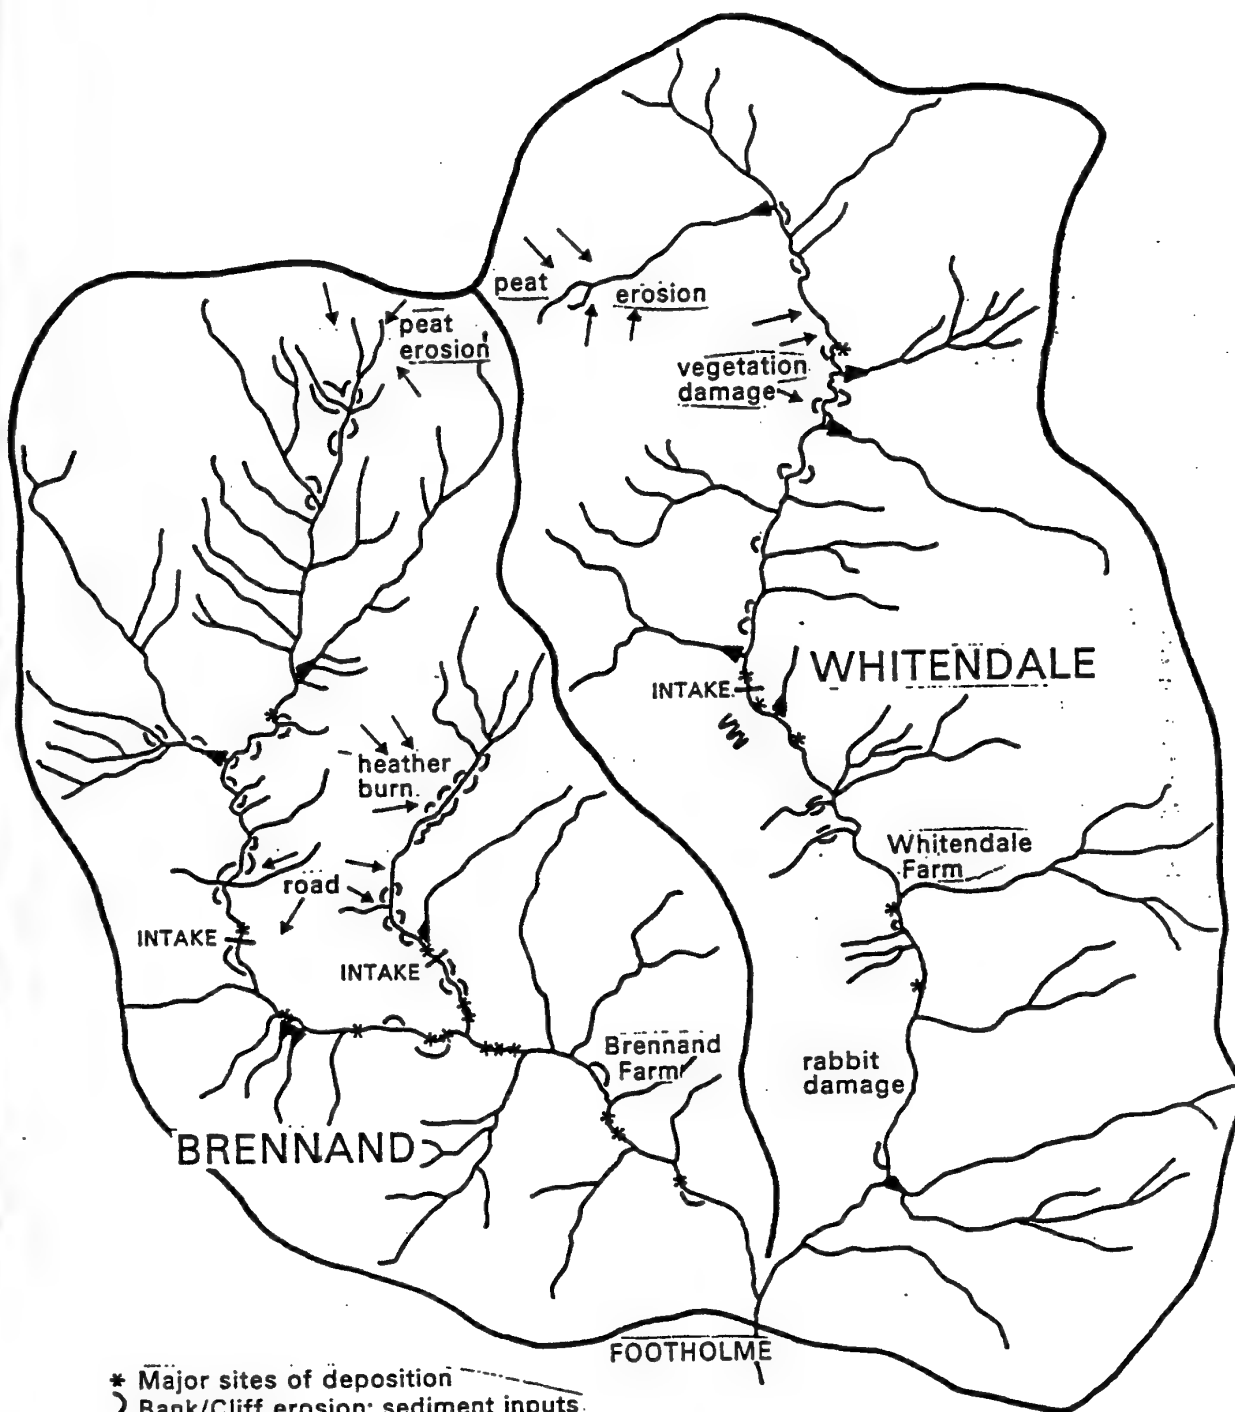 peat
erosion
peat
erosion
vegetation
damage
WHITENDALE
INTAKE
heather
burn.
Whitendale
Farm
road
INTAKE
INTAKE
Brennand
Farm
rabbit
damage
BRENNAND
FOOTHOLME
* Major sites of deposition
Bank/Cliff erosion: sediment inputs.